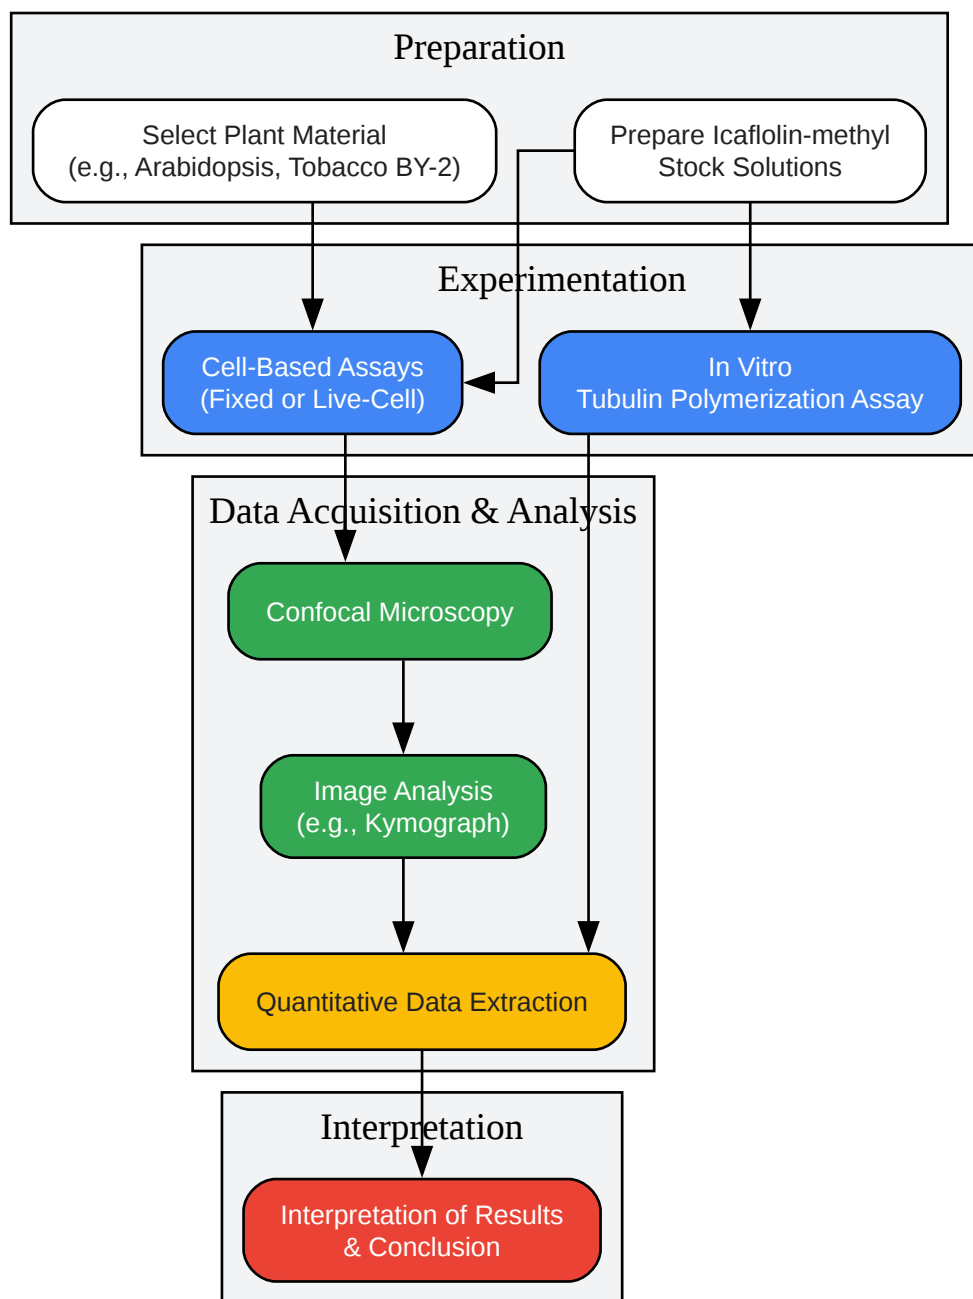 Preparation
Select Plant Material
(e.g., Arabidopsis, Tobacco BY-2)
Prepare Icaflolin-methyl
Stock Solutions
Experimentation
Cell-Based Assays
(Fixed or Live-Cell)
In Vitro
Tubulin Polymerization Assay
Data Acquisition & Analysis
Confocal Microscopy
Image Analysis
(e.g., Kymograph)
Quantitative Data Extraction
Interpretation
Interpretation of Results
& Conclusion